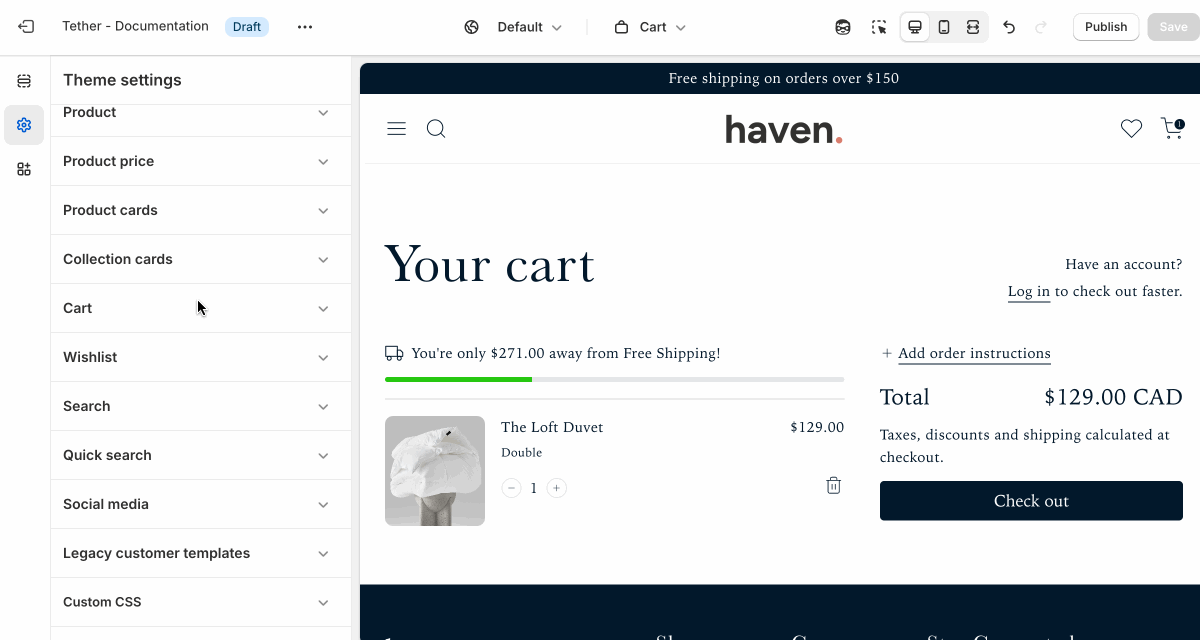 Tether - Documentation Draft ... Default Cart Publish Save
Theme settings
Product
Product price
Product cards
Collection cards
Cart
Wishlist
Search
Quick search
Social media
Legacy customer templates
Custom CSS
Free shipping on orders over $150
haven.
1
Your cart
Have an account?
Log in to check out faster.
You're only $271.00 away from Free Shipping!
The Loft Duvet $129.00
Double
− 1 +
+ Add order instructions
Total $129.00 CAD
Taxes, discounts and shipping calculated at
checkout.
Check out